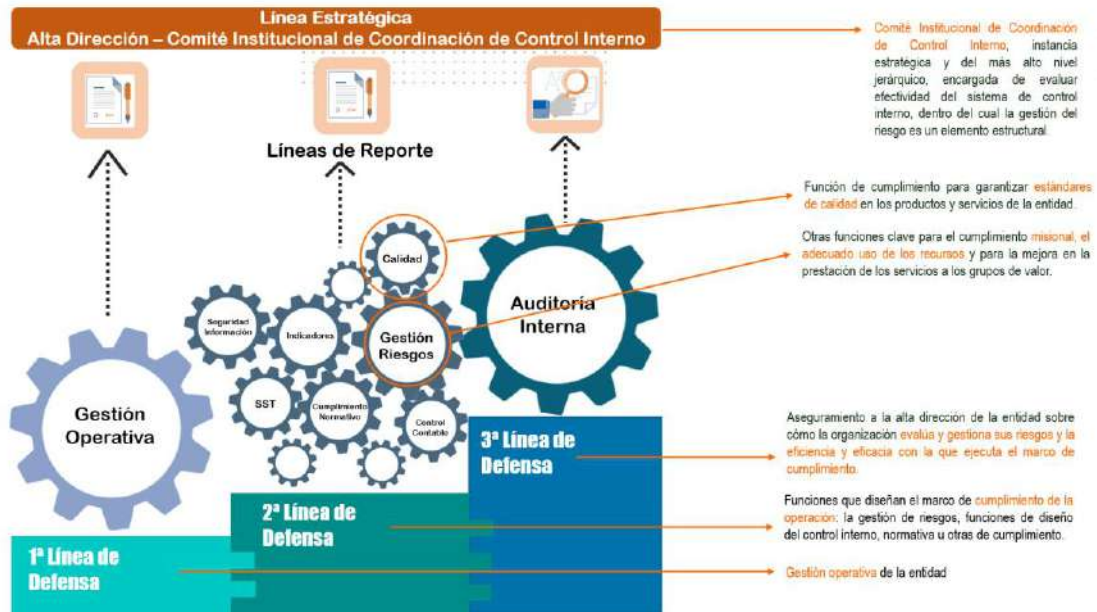 Línea Estratégica
Alta Dirección – Comité Institucional de Coordinación de Control Interno
Líneas de Reporte
Calidad
Seguridad
Información
Indicadores
Gestión
Riesgos
Auditoría
Interna
Gestión
Operativa
SST
Cumplimiento
Normativo
Control
Contable
3ª Línea de
Defensa
2ª Línea de
Defensa
1ª Línea de
Defensa
Comité Institucional de Coordinación
de Control Interno, instancia
estratégica y del más alto nivel
jerárquico, encargada de evaluar
efectividad del sistema de control
interno, dentro del cual la gestión del
riesgo es un elemento estructural.
Función de cumplimiento para garantizar estándares
de calidad en los productos y servicios de la entidad.
Otras funciones clave para el cumplimiento misional, el
adecuado uso de los recursos y para la mejora en la
prestación de los servicios a los grupos de valor.
Aseguramiento a la alta dirección de la entidad sobre
cómo la organización evalúa y gestiona sus riesgos y la
eficiencia y eficacia con la que ejecuta el marco de
cumplimiento.
Funciones que diseñan el marco de cumplimiento de la
operación: la gestión de riesgos, funciones de diseño
del control interno, normativa u otras de cumplimiento.
Gestión operativa de la entidad